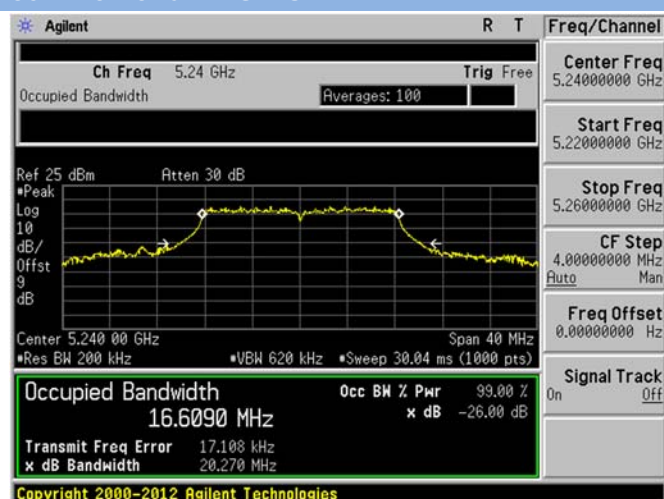 Agilent R T Freq/Channel
Ch Freq 5.24 GHz Trig Free
Occupied Bandwidth Averages: 100
Center Freq
5.24000000 GHz
Start Freq
5.22000000 GHz
Stop Freq
5.26000000 GHz
CF Step
4.00000000 MHz
Auto Man
Freq Offset
0.00000000 Hz
Signal Track
On Off
Ref 25 dBm Atten 30 dB
Peak
Log
10
dB/
Offst
9
dB
Center 5.240 00 GHz Span 40 MHz
Res BW 200 kHz VBW 620 kHz Sweep 30.04 ms (1000 pts)
Occupied Bandwidth
16.6090 MHz
Occ BW % Pwr 99.00 %
x dB -26.00 dB
Transmit Freq Error 17.108 kHz
x dB Bandwidth 20.270 MHz
Copyright 2000-2012 Agilent Technologies